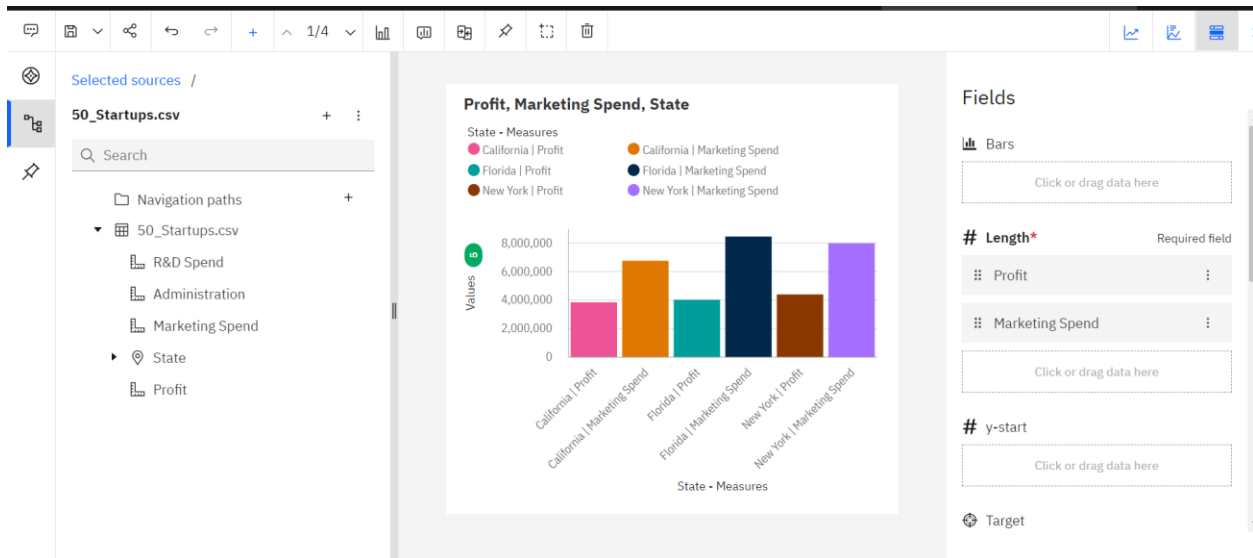 1/4
Selected sources /
50_Startups.csv
Search
Navigation paths
50_Startups.csv
R&D Spend
Administration
Marketing Spend
State
Profit
Profit, Marketing Spend, State
State - Measures
California | Profit
California | Marketing Spend
Florida | Profit
Florida | Marketing Spend
New York | Profit
New York | Marketing Spend
Values
5
8,000,000
6,000,000
4,000,000
2,000,000
0
California | Profit
California | Marketing Spend
Florida | Profit
Florida | Marketing Spend
New York | Profit
New York | Marketing Spend
State - Measures
Fields
Bars
Click or drag data here
# Length* Required field
Profit
Marketing Spend
Click or drag data here
# y-start
Click or drag data here
Target